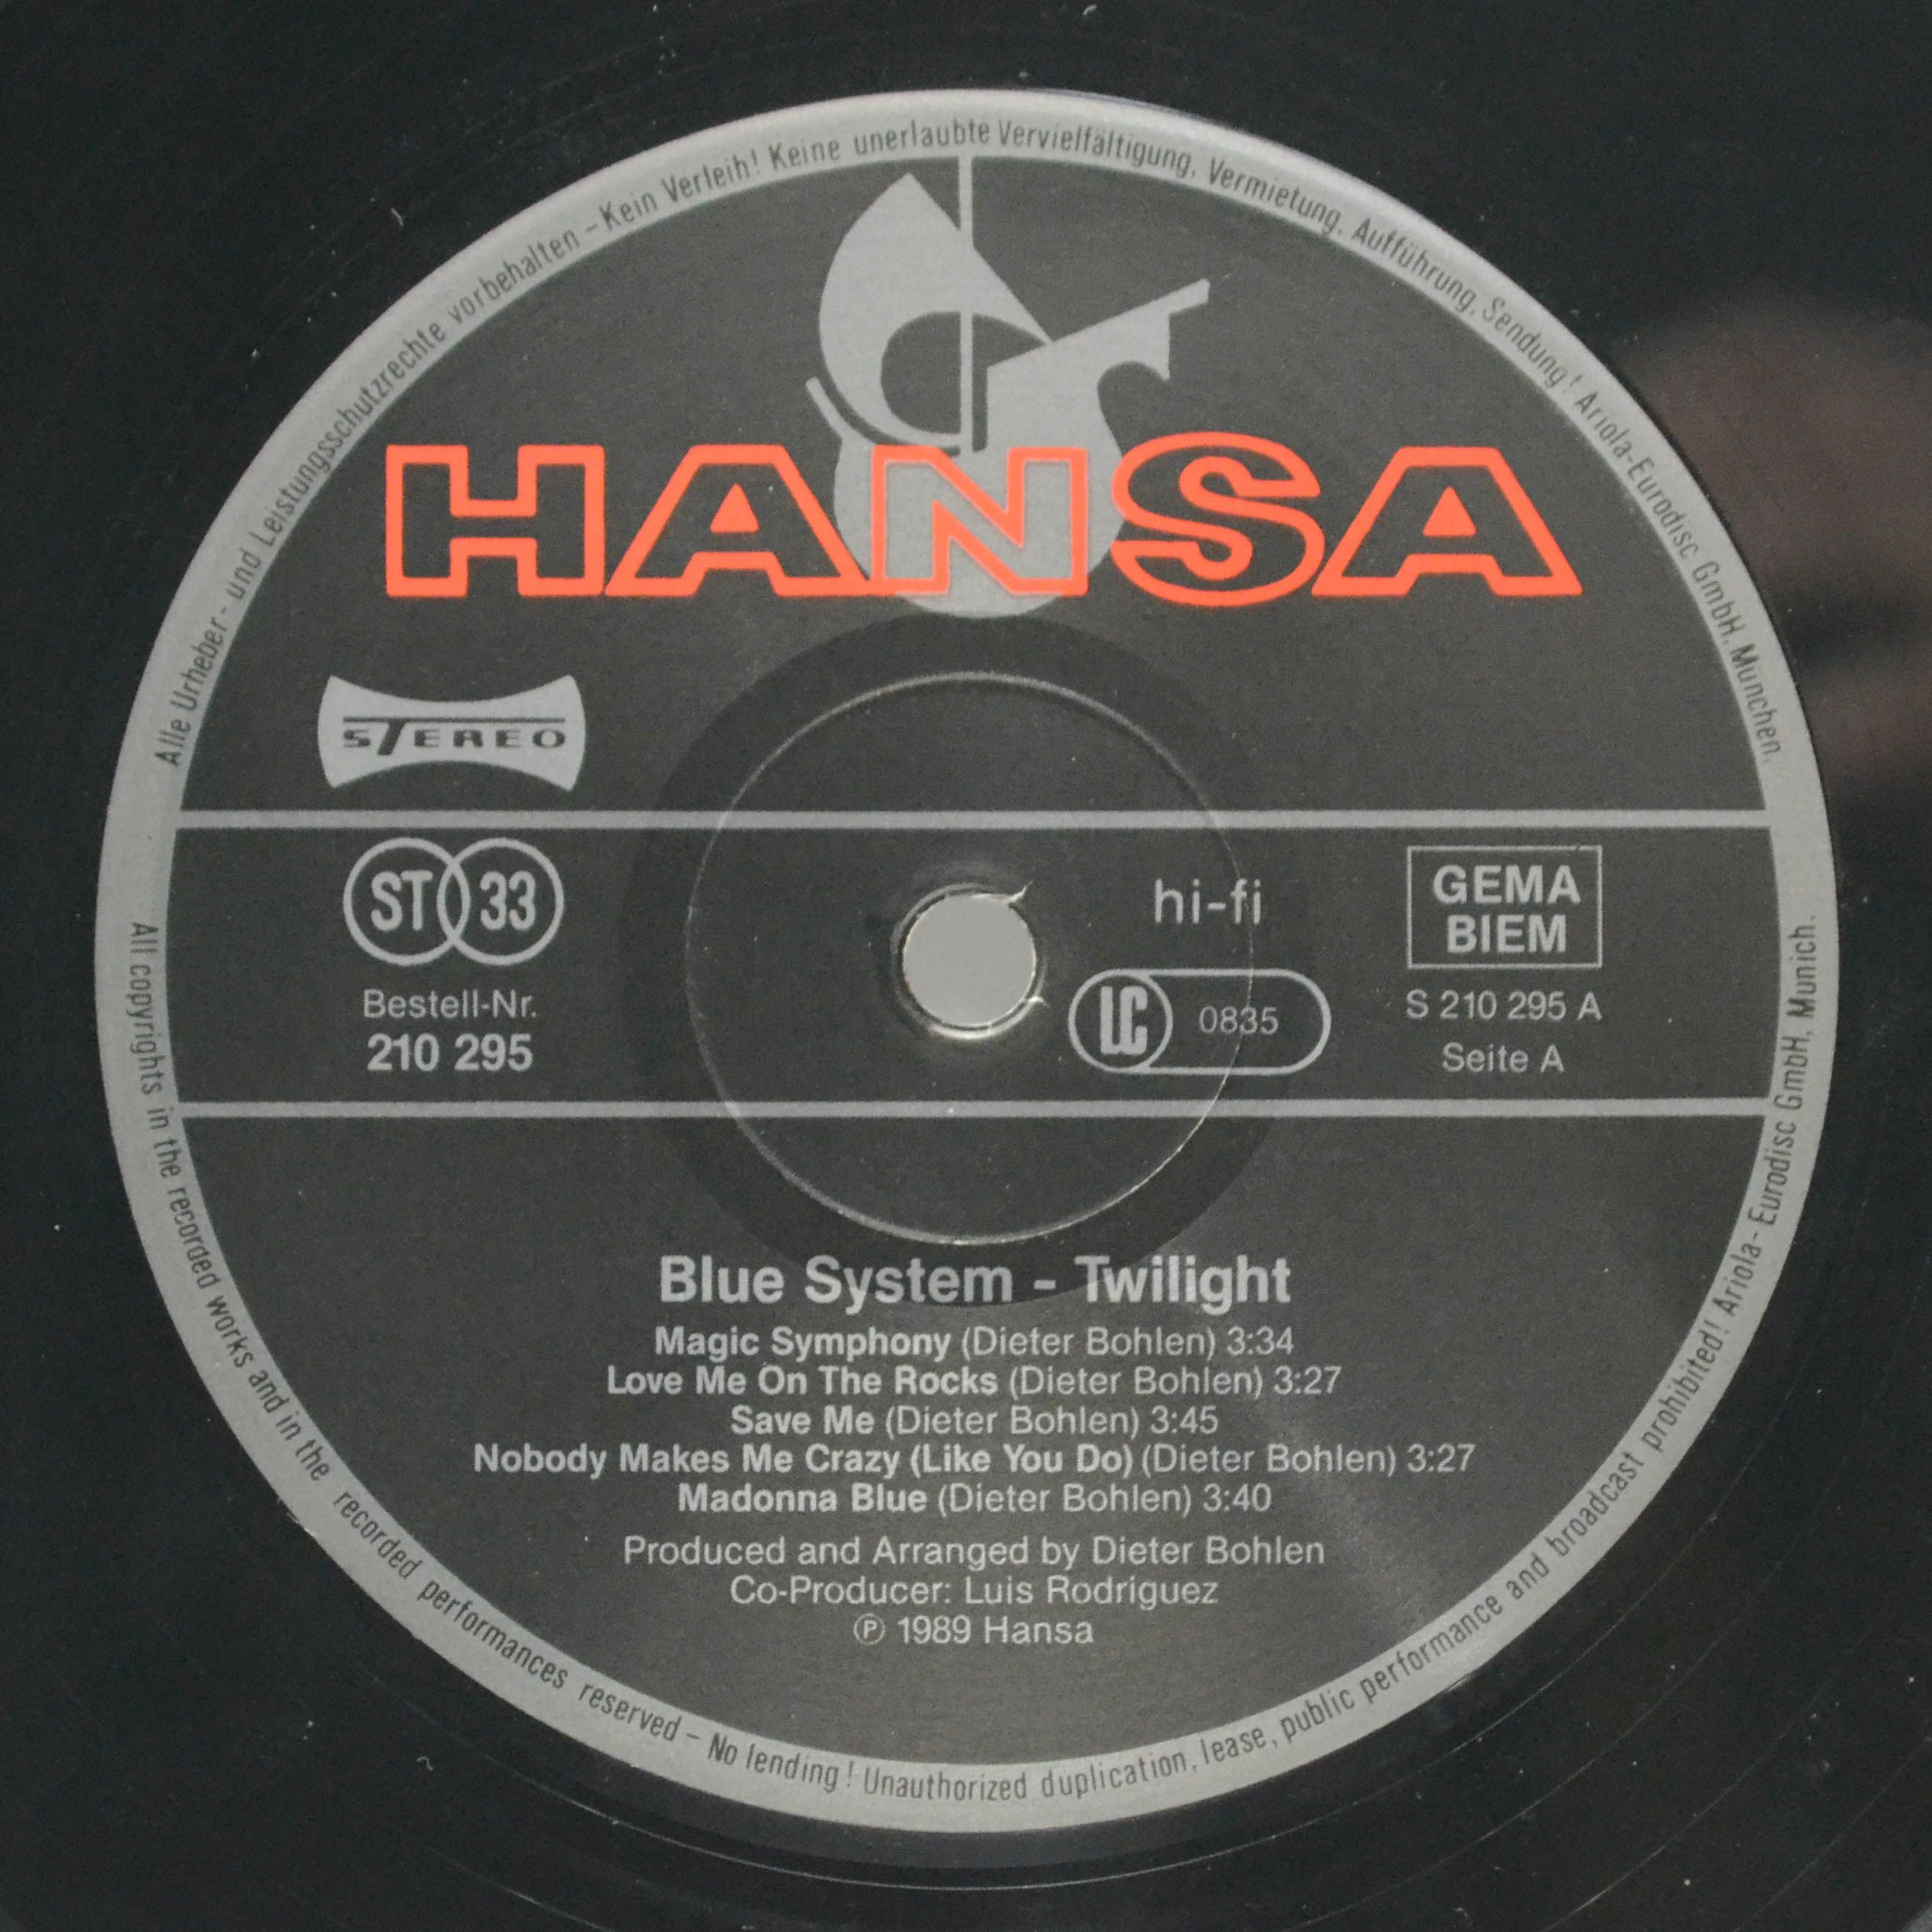 Alle Urheber- und Leistungsschutzrechte vorbehalten – Kein Verleih! Keine unerlaubte Vervielfältigung, Vermietung, Aufführung, Sendung! Ariola-Eurodisc GmbH, München.
HANSA
STEREO
ST 33
Bestell-Nr.
210 295
hi-fi
LC 0835
GEMA
BIEM
S 210 295 A
Seite A
Blue System - Twilight
Magic Symphony (Dieter Bohlen) 3:34
Love Me On The Rocks (Dieter Bohlen) 3:27
Save Me (Dieter Bohlen) 3:45
Nobody Makes Me Crazy (Like You Do) (Dieter Bohlen) 3:27
Madonna Blue (Dieter Bohlen) 3:40
Produced and Arranged by Dieter Bohlen
Co-Producer: Luis Rodriguez
Ⓟ 1989 Hansa
All copyrights in the recorded works and in the recorded performances reserved – No lending! Unauthorized duplication, lease, public performance and broadcast prohibited! Ariola-Eurodisc GmbH, Munich.